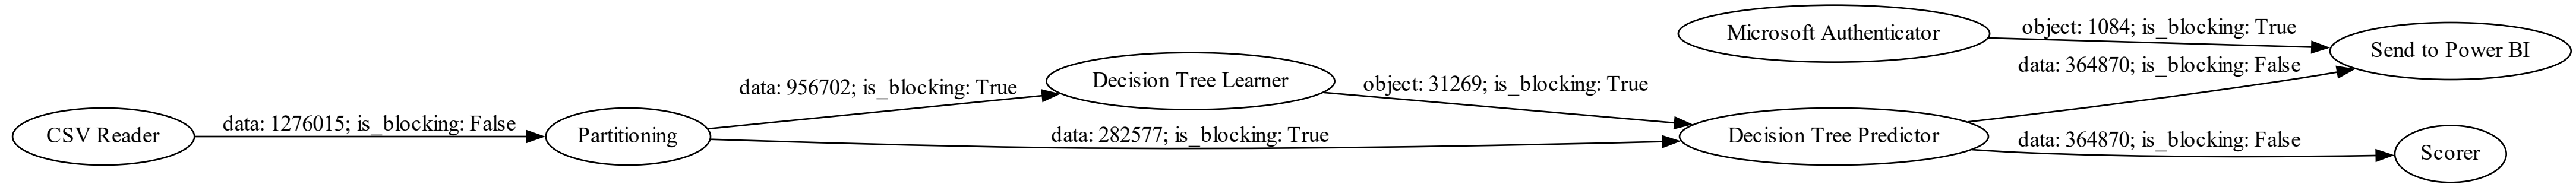 CSV Reader
data: 1276015; is_blocking: False
Partitioning
data: 956702; is_blocking: True
Decision Tree Learner
object: 31269; is_blocking: True
data: 282577; is_blocking: True
Microsoft Authenticator
Decision Tree Predictor
object: 1084; is_blocking: True
data: 364870; is_blocking: False
data: 364870; is_blocking: False
Send to Power BI
Scorer